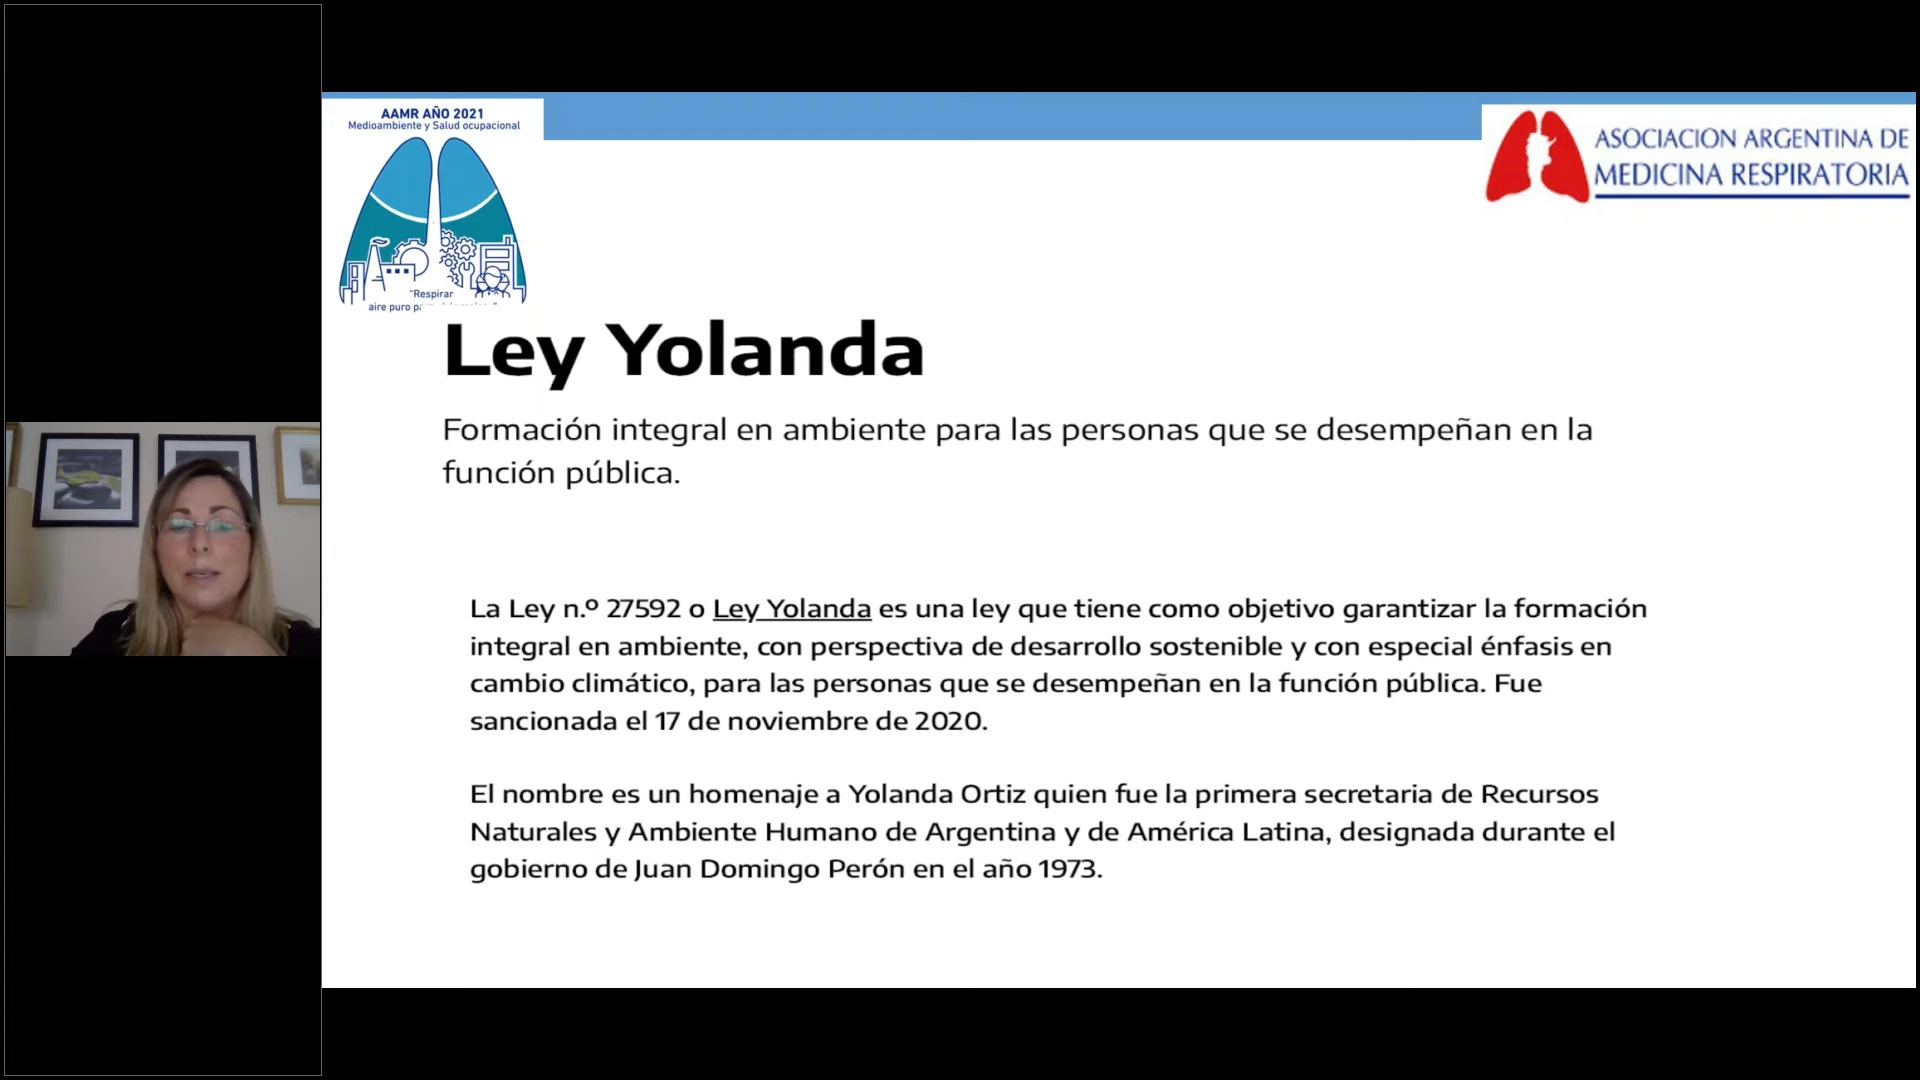 AAMR AÑO 2021
Medioambiente y Salud ocupacional
"Respirar
aire puro
ASOCIACION ARGENTINA DE
MEDICINA RESPIRATORIA
Ley Yolanda
Formación integral en ambiente para las personas que se desempeñan en la
función pública.
La Ley n.º 27592 o Ley Yolanda es una ley que tiene como objetivo garantizar la formación
integral en ambiente, con perspectiva de desarrollo sostenible y con especial énfasis en
cambio climático, para las personas que se desempeñan en la función pública. Fue
sancionada el 17 de noviembre de 2020.
El nombre es un homenaje a Yolanda Ortiz quien fue la primera secretaria de Recursos
Naturales y Ambiente Humano de Argentina y de América Latina, designada durante el
gobierno de Juan Domingo Perón en el año 1973.